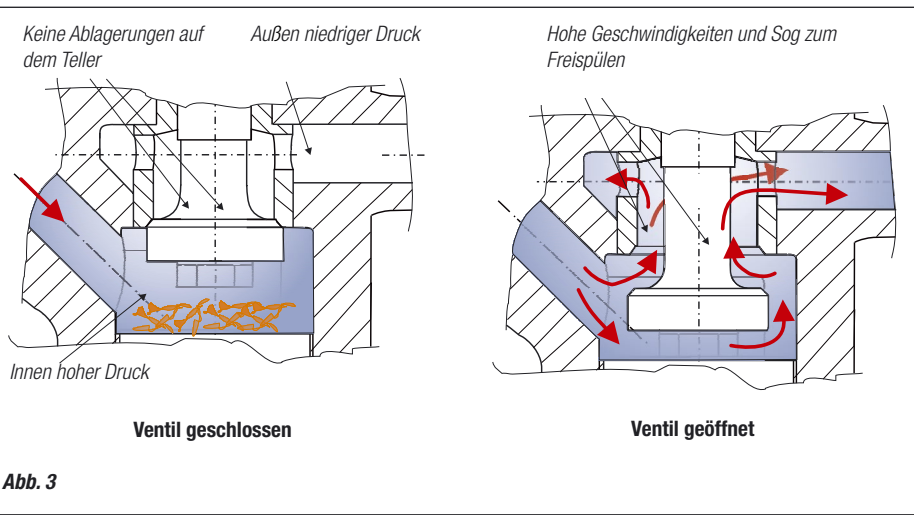 Keine Ablagerungen auf
dem Teller
Außen niedriger Druck
Hohe Geschwindigkeiten und Sog zum
Freispülen
Innen hoher Druck
Ventil geschlossen
Ventil geöffnet
Abb. 3